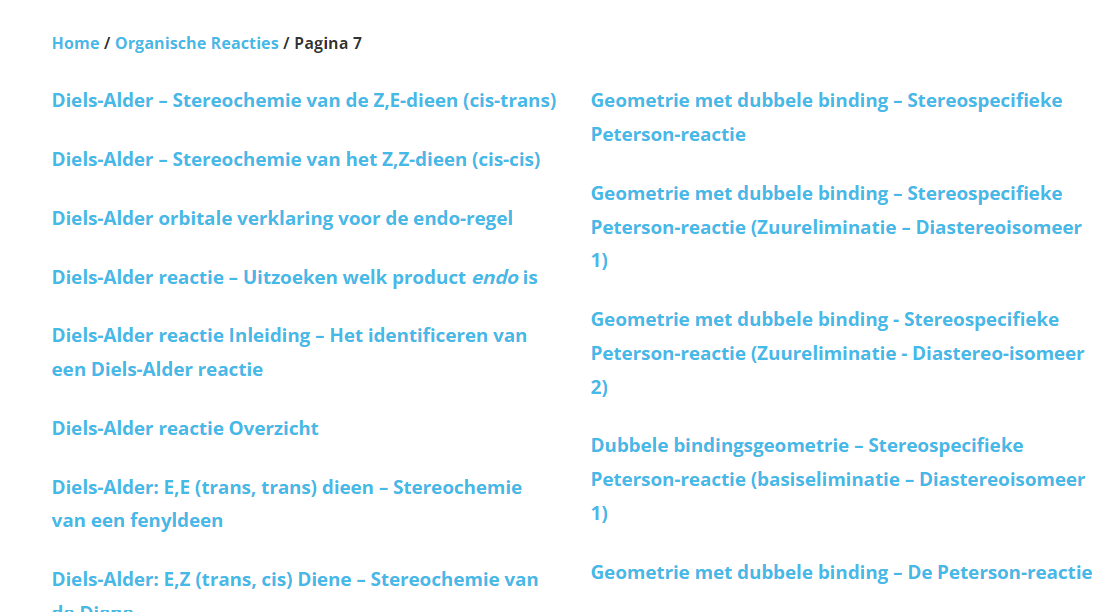 Home / Organische Reacties / Pagina 7
Diels-Alder – Stereochemie van de Z,E-dieen (cis-trans)
Diels-Alder – Stereochemie van het Z,Z-dieen (cis-cis)
Diels-Alder orbitale verklaring voor de endo-regel
Diels-Alder reactie – Uitzoeken welk product endo is
Diels-Alder reactie Inleiding – Het identificeren van
een Diels-Alder reactie
Diels-Alder reactie Overzicht
Diels-Alder: E,E (trans, trans) dieen – Stereochemie
van een fenyldeen
Diels-Alder: E,Z (trans, cis) Diene – Stereochemie van
de Diene
Geometrie met dubbele binding – Stereospecifieke
Peterson-reactie
Geometrie met dubbele binding – Stereospecifieke
Peterson-reactie (Zuureliminatie – Diastereoisomeer
1)
Geometrie met dubbele binding - Stereospecifieke
Peterson-reactie (Zuureliminatie - Diastereo-isomeer
2)
Dubbele bindingsgeometrie – Stereospecifieke
Peterson-reactie (basiseliminatie – Diastereoisomeer
1)
Geometrie met dubbele binding – De Peterson-reactie